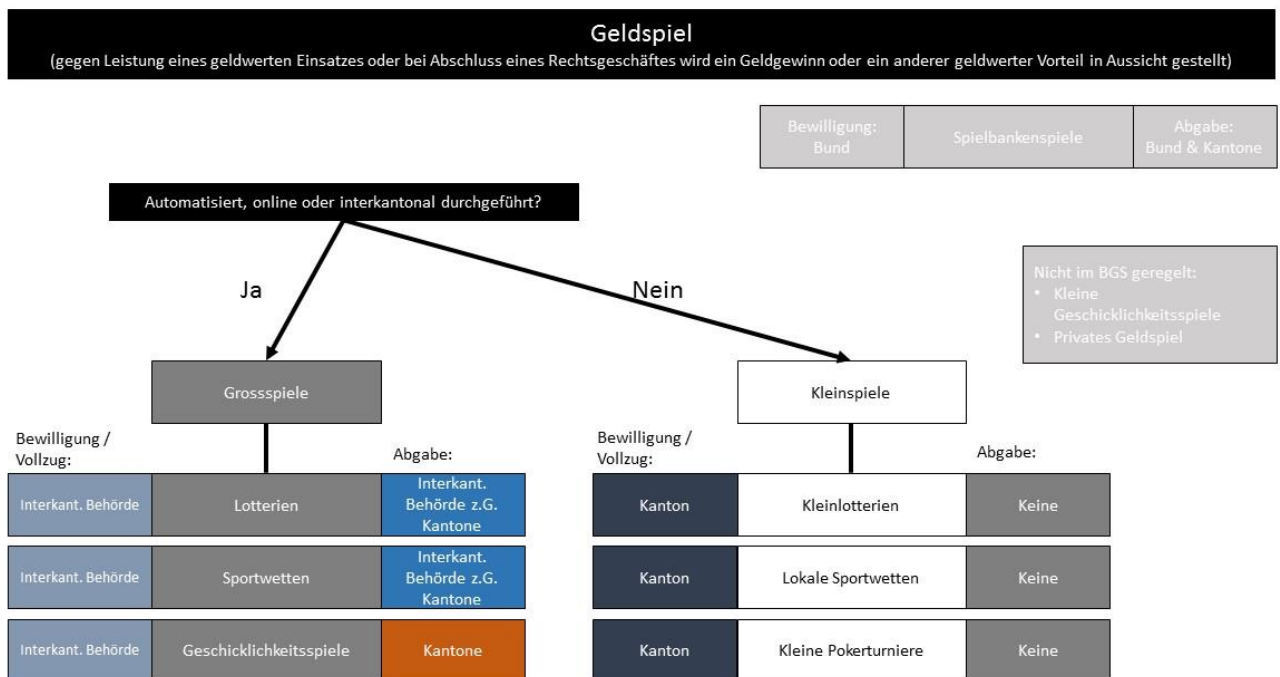 Geldspiel
(gegen Leistung eines geldwerten Einsatzes oder bei Abschluss eines Rechtsgeschäftes wird ein Geldgewinn oder ein anderer geldwerter Vorteil in Aussicht gestellt)
Bewilligung:
Bund
Spielbankenspiele
Abgabe:
Bund & Kantone
Automatisiert, online oder interkantonal durchgeführt?
Ja
Nein
Nicht im BGS geregelt:
• Kleine
Geschicklichkeitsspiele
• Privates Geldspiel
Grossspiele
Bewilligung /
Vollzug:
Abgabe:
Interkant. Behörde
Lotterien
Interkant.
Behörde z.G.
Kantone
Interkant. Behörde
Sportwetten
Interkant.
Behörde z.G.
Kantone
Interkant. Behörde
Geschicklichkeitsspiele
Kantone
Kleinspiele
Bewilligung /
Vollzug:
Abgabe:
Kanton
Kleinlotterien
Keine
Kanton
Lokale Sportwetten
Keine
Kanton
Kleine Pokerturniere
Keine